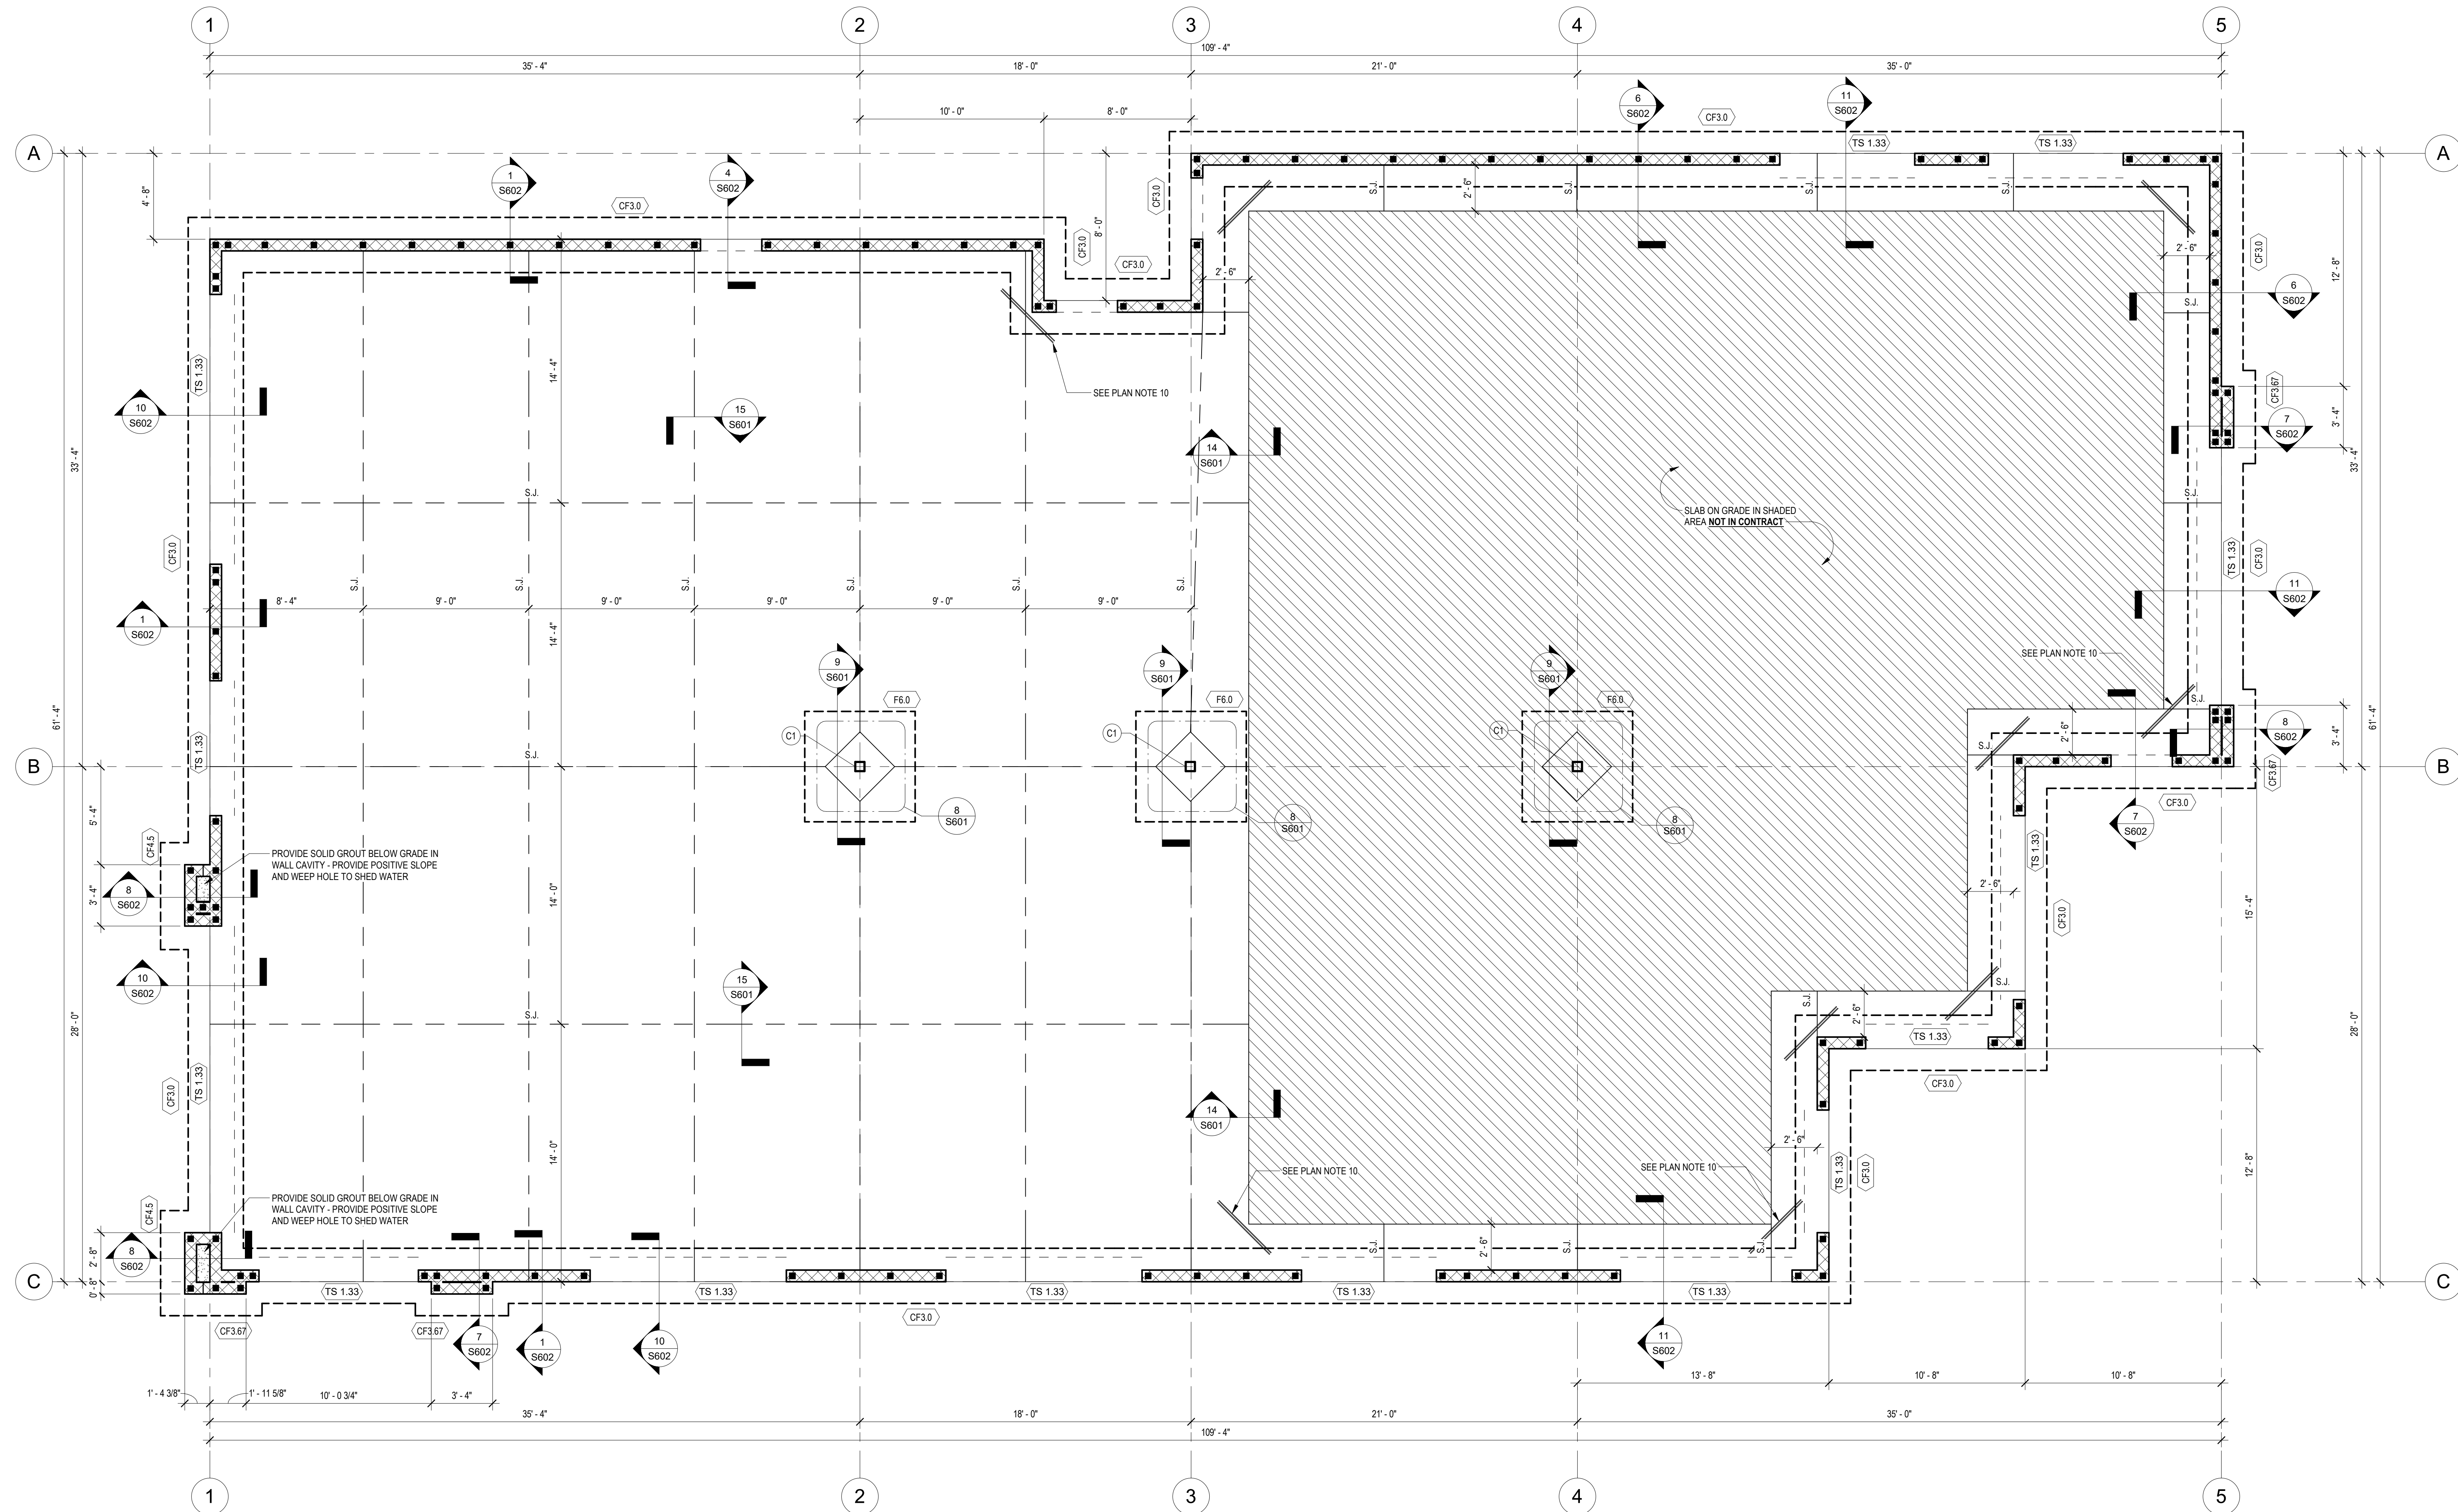 1
2
3
4
5
109' - 4"
35' - 4"
18' - 0"
21' - 0"
35' - 0"
10' - 0"
8' - 0"
6
S602
11
S602
CF3.0
A
A
TS 1.33
TS 1.33
1
S602
4
S602
4' - 8"
CF3.0
CF3.0
CF3.0
8' - 0"
CF3.0
2' - 6"
S.J.
2' - 6"
S.J.
S.J.
S.J.
2' - 6"
CF3.0
12' - 8"
6
S602
S.J.
TS 1.33
14' - 4"
SEE PLAN NOTE 10
10
S602
15
S601
14
S601
CF3.67
3' - 4"
7
S602
33' - 4"
33' - 4"
S.J.
S.J.
SLAB ON GRADE IN SHADED
AREA NOT IN CONTRACT
CF3.0
TS 1.33
CF3.0
S.J.
S.J.
S.J.
S.J.
S.J.
S.J.
8' - 4"
9' - 0"
9' - 0"
9' - 0"
9' - 0"
9' - 0"
1
S602
14' - 4"
11
S602
9
S601
9
S601
9
S601
SEE PLAN NOTE 10
F6.0
F6.0
F6.0
S.J.
61' - 4"
61' - 4"
TS 1.33
C1
C1
C1
S.J.
2' - 6"
S.J.
8
S602
3' - 4"
B
B
CF3.67
CF3.0
5' - 4"
8
S601
8
S601
8
S601
7
S602
CF4.5
PROVIDE SOLID GROUT BELOW GRADE IN
WALL CAVITY - PROVIDE POSITIVE SLOPE
AND WEEP HOLE TO SHED WATER
TS 1.33
3' - 4"
8
S602
14' - 0"
2' - 6"
CF3.0
15' - 4"
10
S602
15
S601
S.J.
S.J.
S.J.
2' - 6"
28' - 0"
28' - 0"
TS 1.33
CF3.0
TS 1.33
CF3.0
14
S601
14' - 0"
2' - 6"
TS 1.33
CF3.0
12' - 8"
SEE PLAN NOTE 10
SEE PLAN NOTE 10
CF4.5
PROVIDE SOLID GROUT BELOW GRADE IN
WALL CAVITY - PROVIDE POSITIVE SLOPE
AND WEEP HOLE TO SHED WATER
2' - 8"
8
S602
S.J.
2' - 6"
S.J.
S.J.
0' - 8"
C
C
TS 1.33
TS 1.33
TS 1.33
TS 1.33
TS 1.33
CF3.67
CF3.67
CF3.0
7
S602
1
S602
10
S602
11
S602
13' - 8"
10' - 8"
10' - 8"
1' - 4 3/8"
1' - 11 5/8"
10' - 0 3/4"
3' - 4"
35' - 4"
18' - 0"
21' - 0"
35' - 0"
109' - 4"
1
2
3
4
5